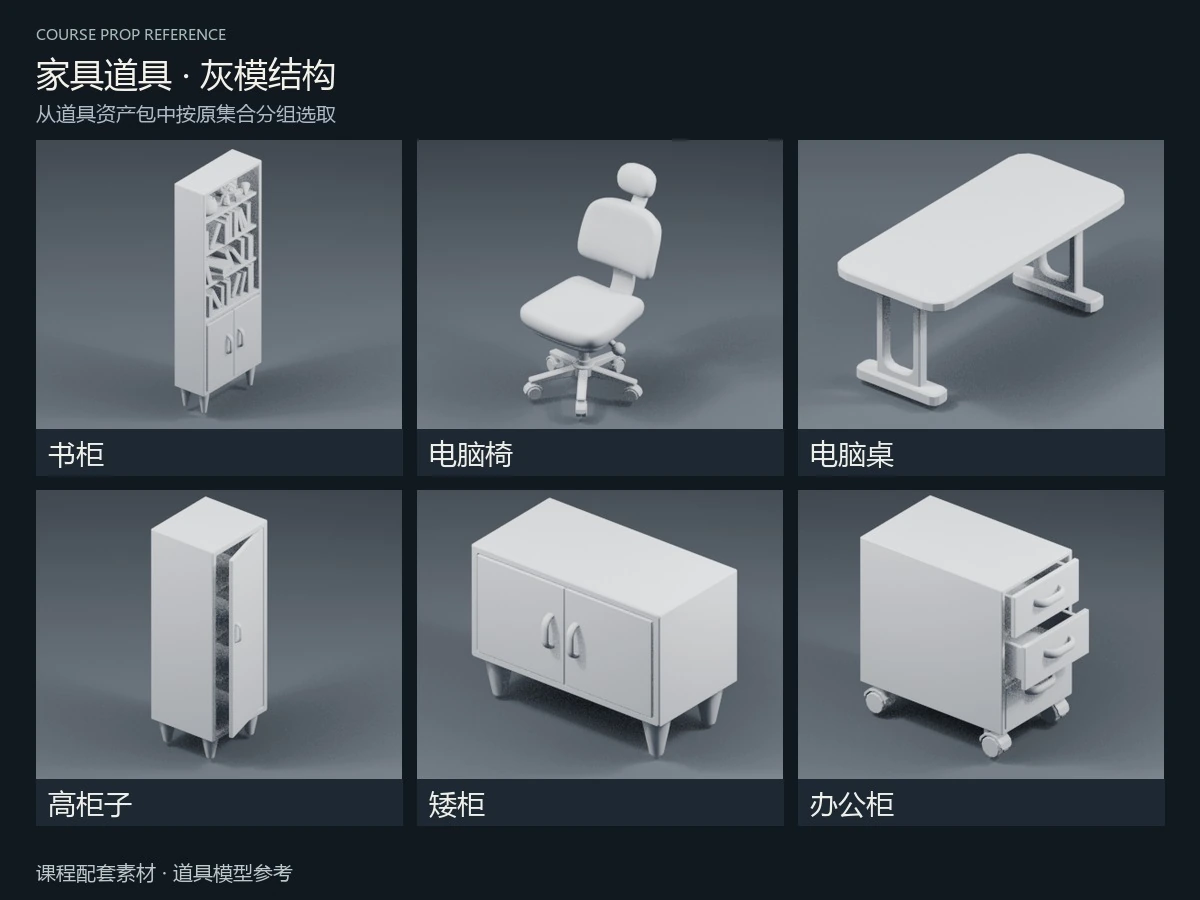 COURSE PROP REFERENCE
家具道具 · 灰模结构
从道具资产包中按原集合分组选取
书柜
电脑椅
电脑桌
高柜子
矮柜
办公柜
课程配套素材 · 道具模型参考